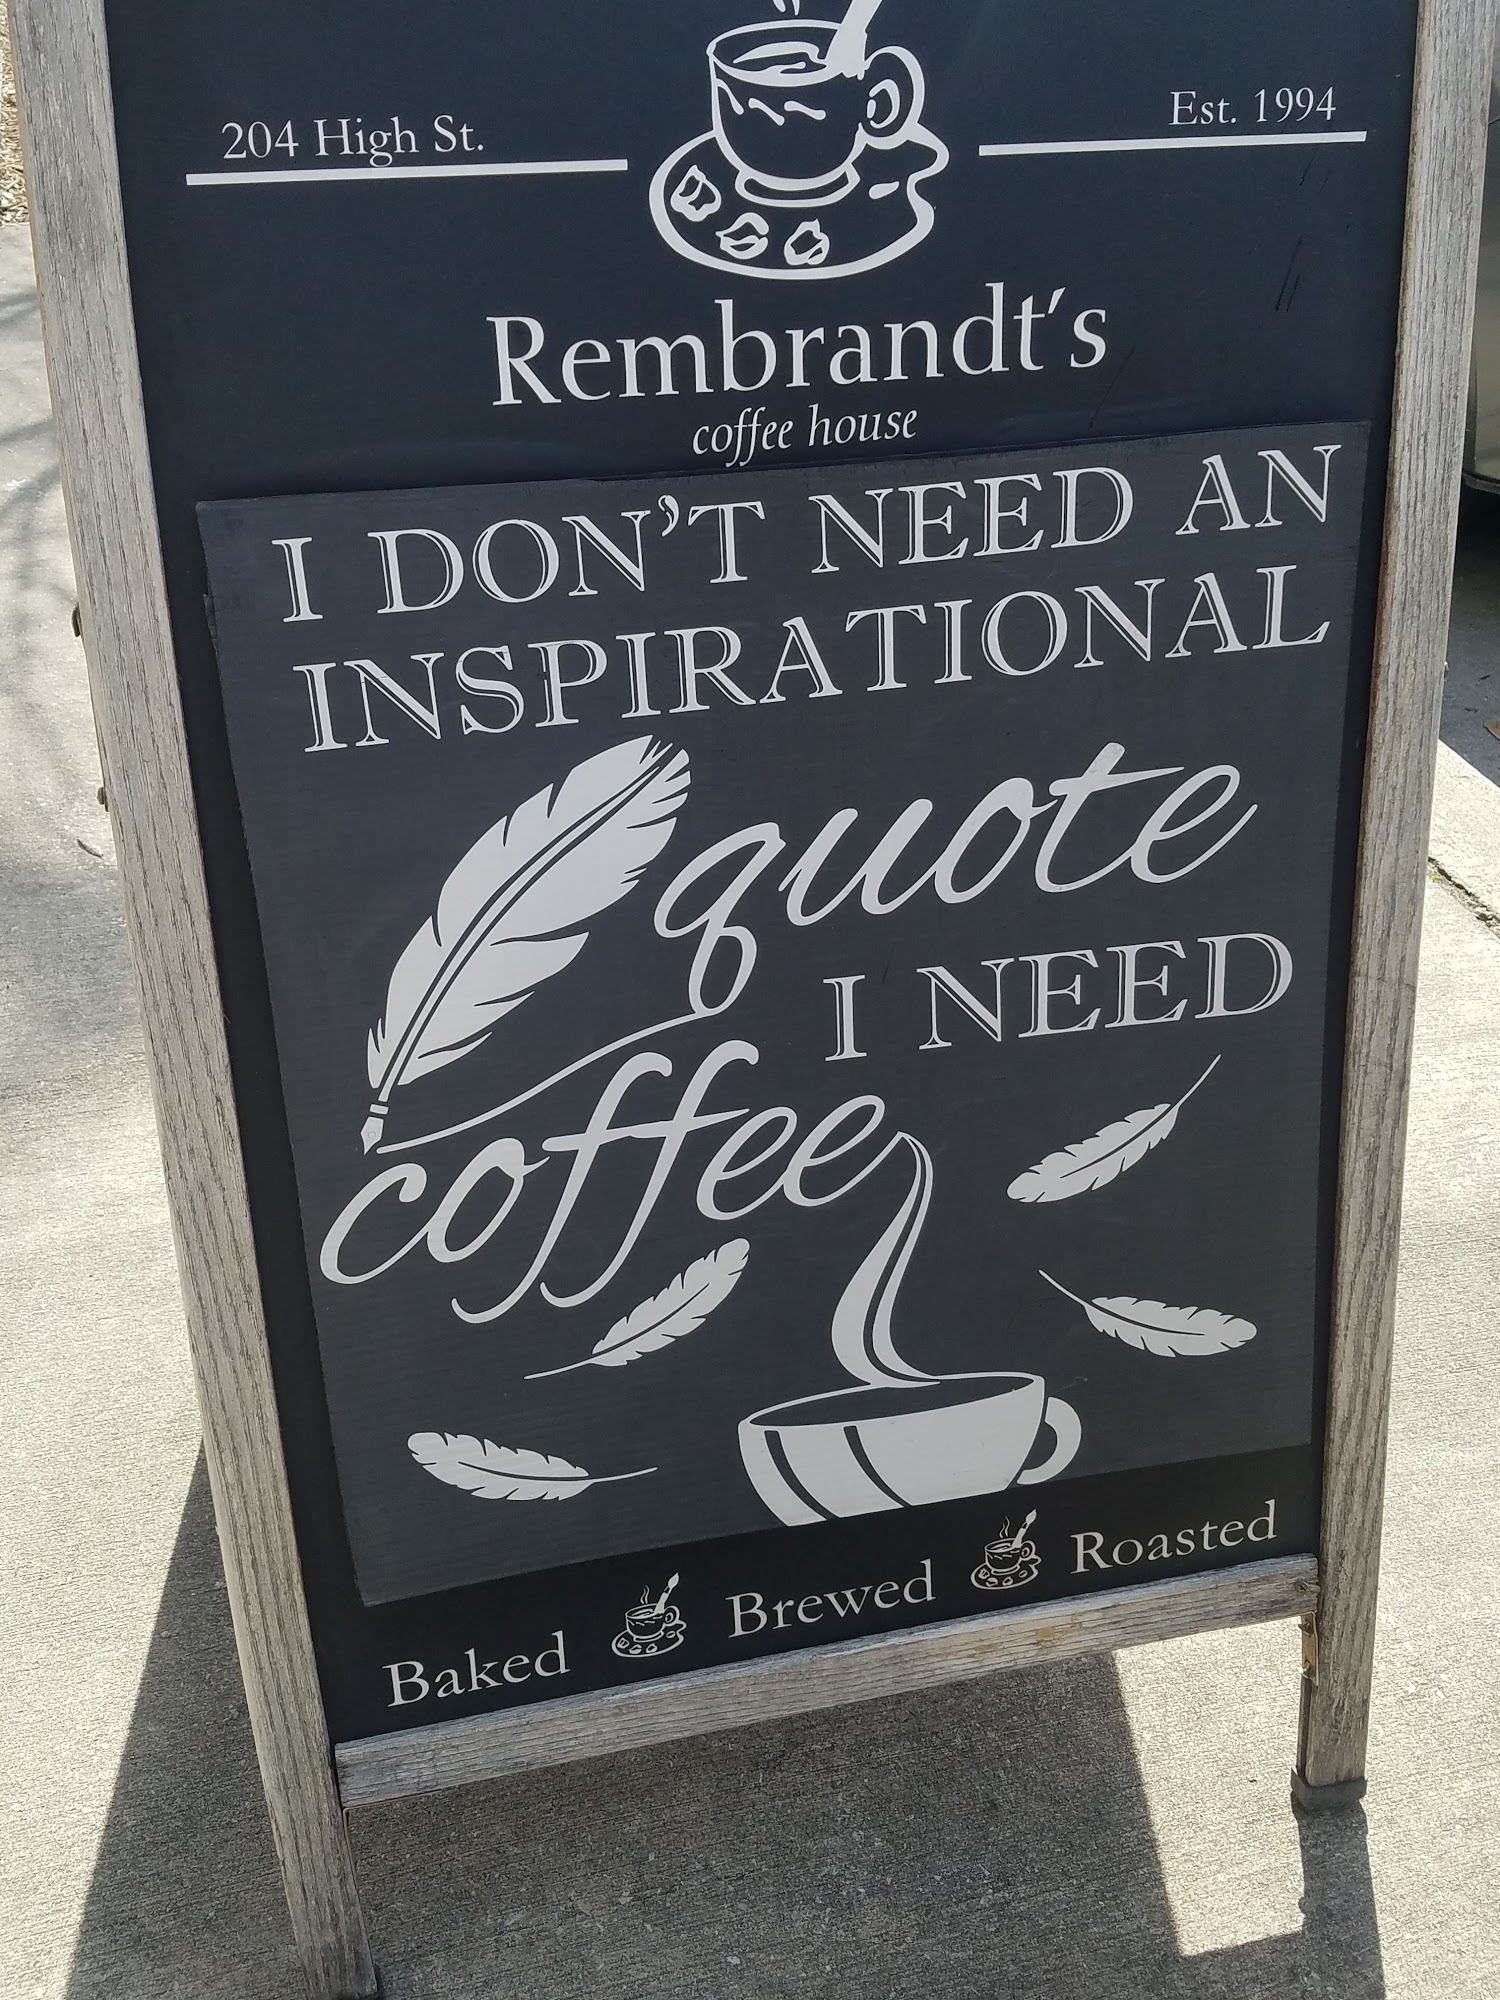 204 High St.
Est. 1994
Rembrandt's
coffee house
I DON'T NEED AN
INSPIRATIONAL
quote
I NEED
coffee
Baked Brewed Roasted